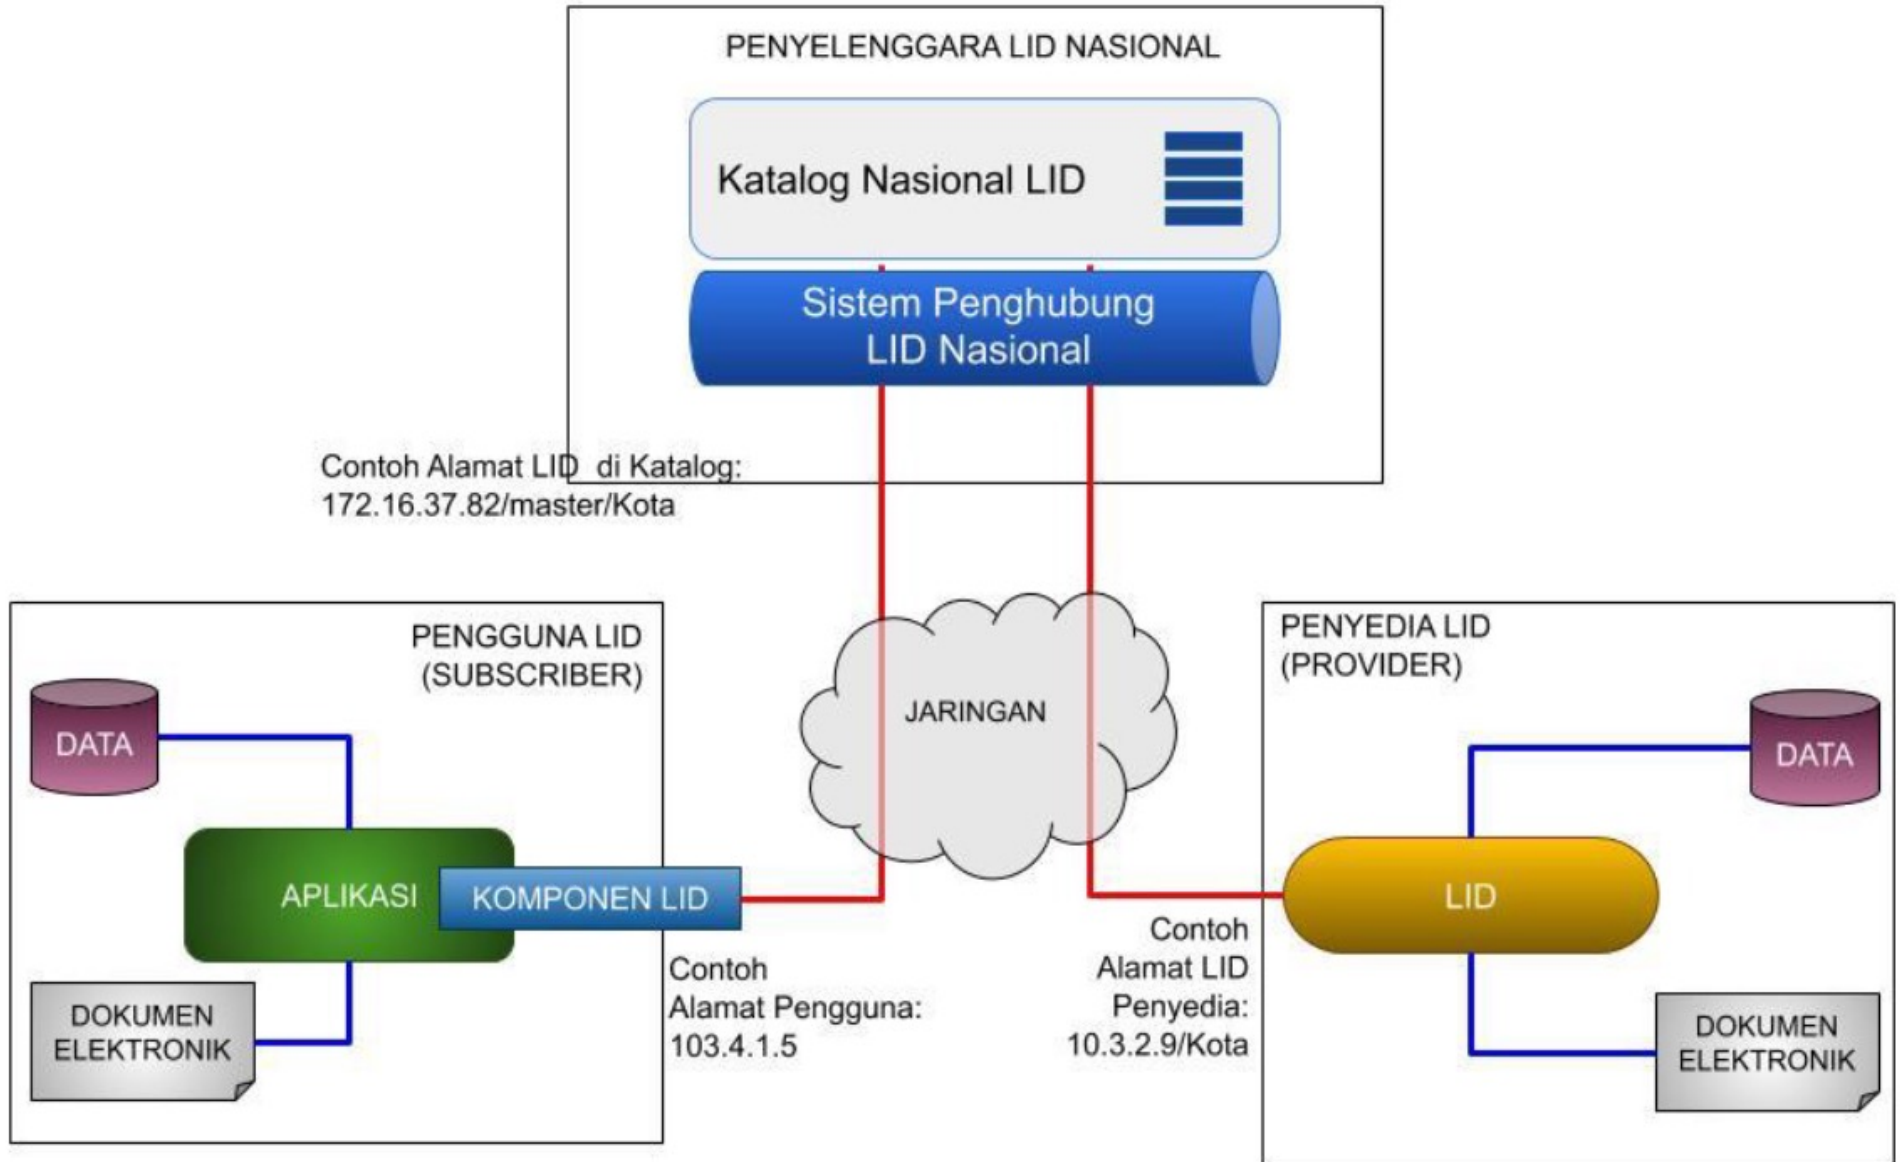 PENYELENGGARA LID NASIONAL
Katalog Nasional LID
Sistem Penghubung
LID Nasional
Contoh Alamat LID di Katalog:
172.16.37.82/master/Kota
PENGGUNA LID
(SUBSCRIBER)
DATA
APLIKASI
KOMPONEN LID
DOKUMEN
ELEKTRONIK
Contoh
Alamat Pengguna:
103.4.1.5
JARINGAN
PENYEDIA LID
(PROVIDER)
DATA
LID
Contoh
Alamat LID
Penyedia:
10.3.2.9/Kota
DOKUMEN
ELEKTRONIK